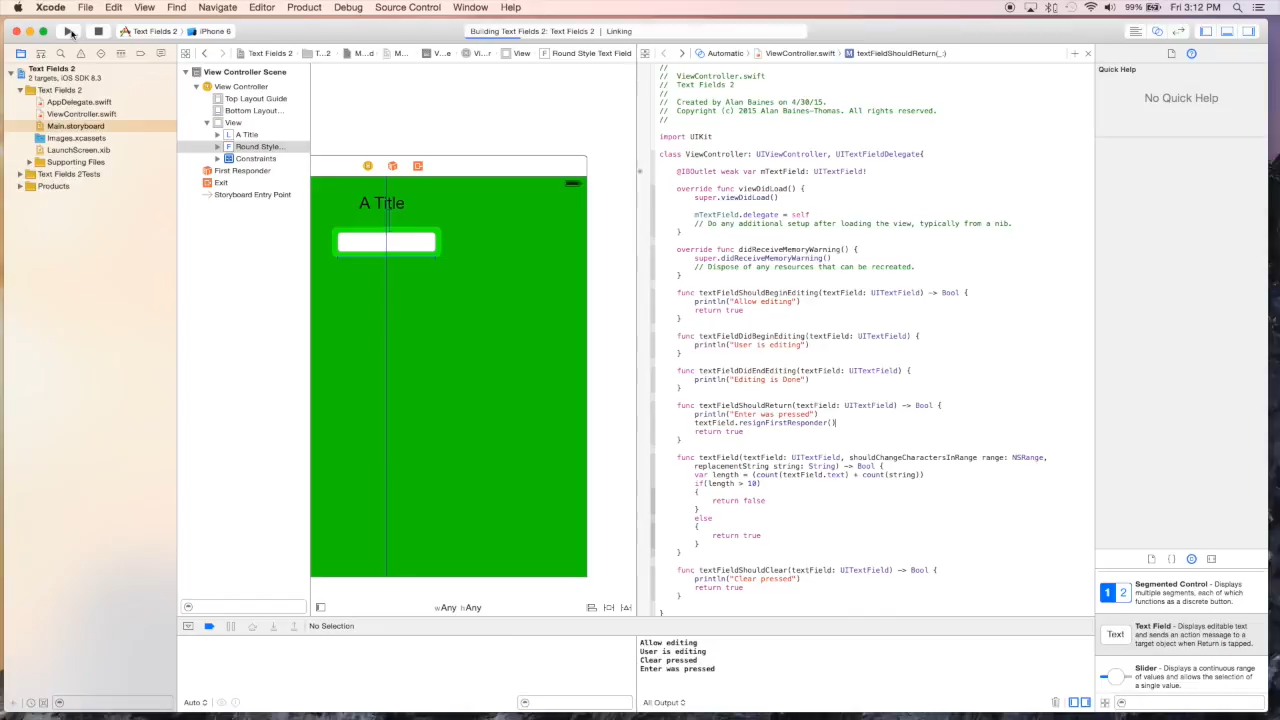 Xcode File Edit View Find Navigate Editor Product Debug Source Control Window Help
99% Fri 3:12 PM
Text Fields 2 iPhone 6
Building Text Fields 2: Text Fields 2 | Linking
Text Fields 2 T...2 M...d M... V...e V...r View Round Style Text Field
Automatic ViewController.swift textFieldShouldReturn(_:)
Text Fields 2
2 targets, iOS SDK 8.3
Text Fields 2
AppDelegate.swift
ViewController.swift
Main.storyboard
Images.xcassets
LaunchScreen.xib
Supporting Files
Text Fields 2Tests
Products
View Controller Scene
View Controller
Top Layout Guide
Bottom Layout...
View
L A Title
F Round Style...
Constraints
First Responder
Exit
Storyboard Entry Point
A Title
wAny hAny
//
// ViewController.swift
// Text Fields 2
//
// Created by Alan Baines on 4/30/15.
// Copyright (c) 2015 Alan Baines-Thomas. All rights reserved.
//
import UIKit
class ViewController: UIViewController, UITextFieldDelegate{
@IBOutlet weak var mTextField: UITextField!
override func viewDidLoad() {
super.viewDidLoad()
mTextField.delegate = self
// Do any additional setup after loading the view, typically from a nib.
}
override func didReceiveMemoryWarning() {
super.didReceiveMemoryWarning()
// Dispose of any resources that can be recreated.
}
func textFieldShouldBeginEditing(textField: UITextField) -> Bool {
println("Allow editing")
return true
}
func textFieldDidBeginEditing(textField: UITextField) {
println("User is editing")
}
func textFieldDidEndEditing(textField: UITextField) {
println("Editing is Done")
}
func textFieldShouldReturn(textField: UITextField) -> Bool {
println("Enter was pressed")
textField.resignFirstResponder()
return true
}
func textField(textField: UITextField, shouldChangeCharactersInRange range: NSRange,
replacementString string: String) -> Bool {
var length = (count(textField.text) + count(string))
if(length > 10)
{
return false
}
else
{
return true
}
}
func textFieldShouldClear(textField: UITextField) -> Bool {
println("Clear pressed")
return true
}
}
Quick Help
No Quick Help
1 2 Segmented Control - Displays
multiple segments, each of which
functions as a discrete button.
Text Text Field - Displays editable text
and sends an action message to a
target object when Return is tapped.
Slider - Displays a continuous range
of values and allows the selection of
a single value.
No Selection
Allow editing
User is editing
Clear pressed
Enter was pressed
Auto
All Output